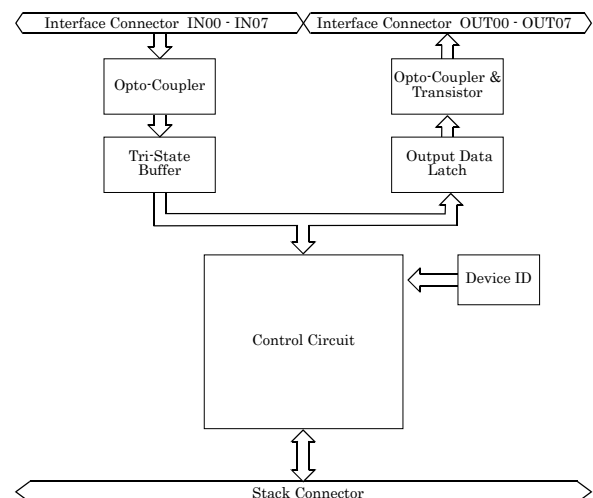 Interface Connector IN00 - IN07
Interface Connector OUT00 - OUT07
Opto-Coupler
Opto-Coupler &
Transistor
Tri-State
Buffer
Output Data
Latch
Device ID
Control Circuit
Stack Connector